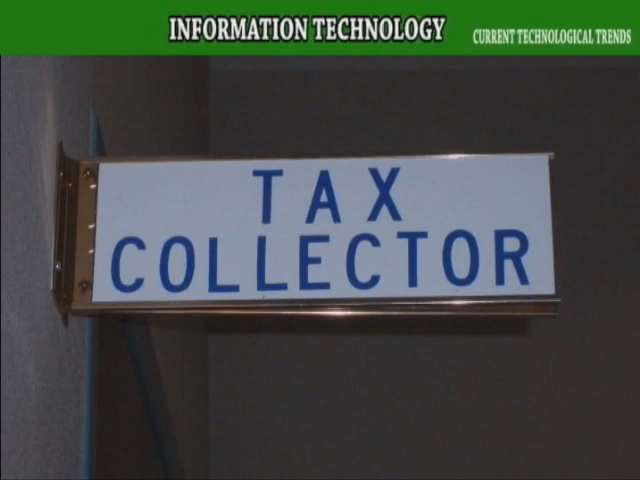 INFORMATION TECHNOLOGY
CURRENT TECHNOLOGICAL TRENDS
TAX
COLLECTOR